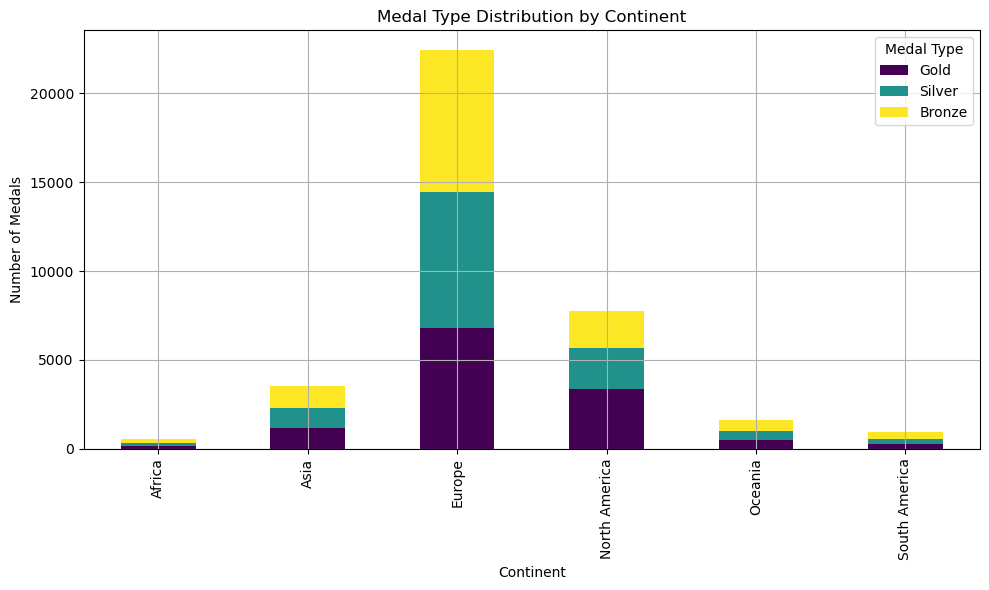 Medal Type Distribution by Continent
Medal Type
Gold
Silver
Bronze
Number of Medals
20000
15000
10000
5000
0
Africa
Asia
Europe
North America
Oceania
South America
Continent